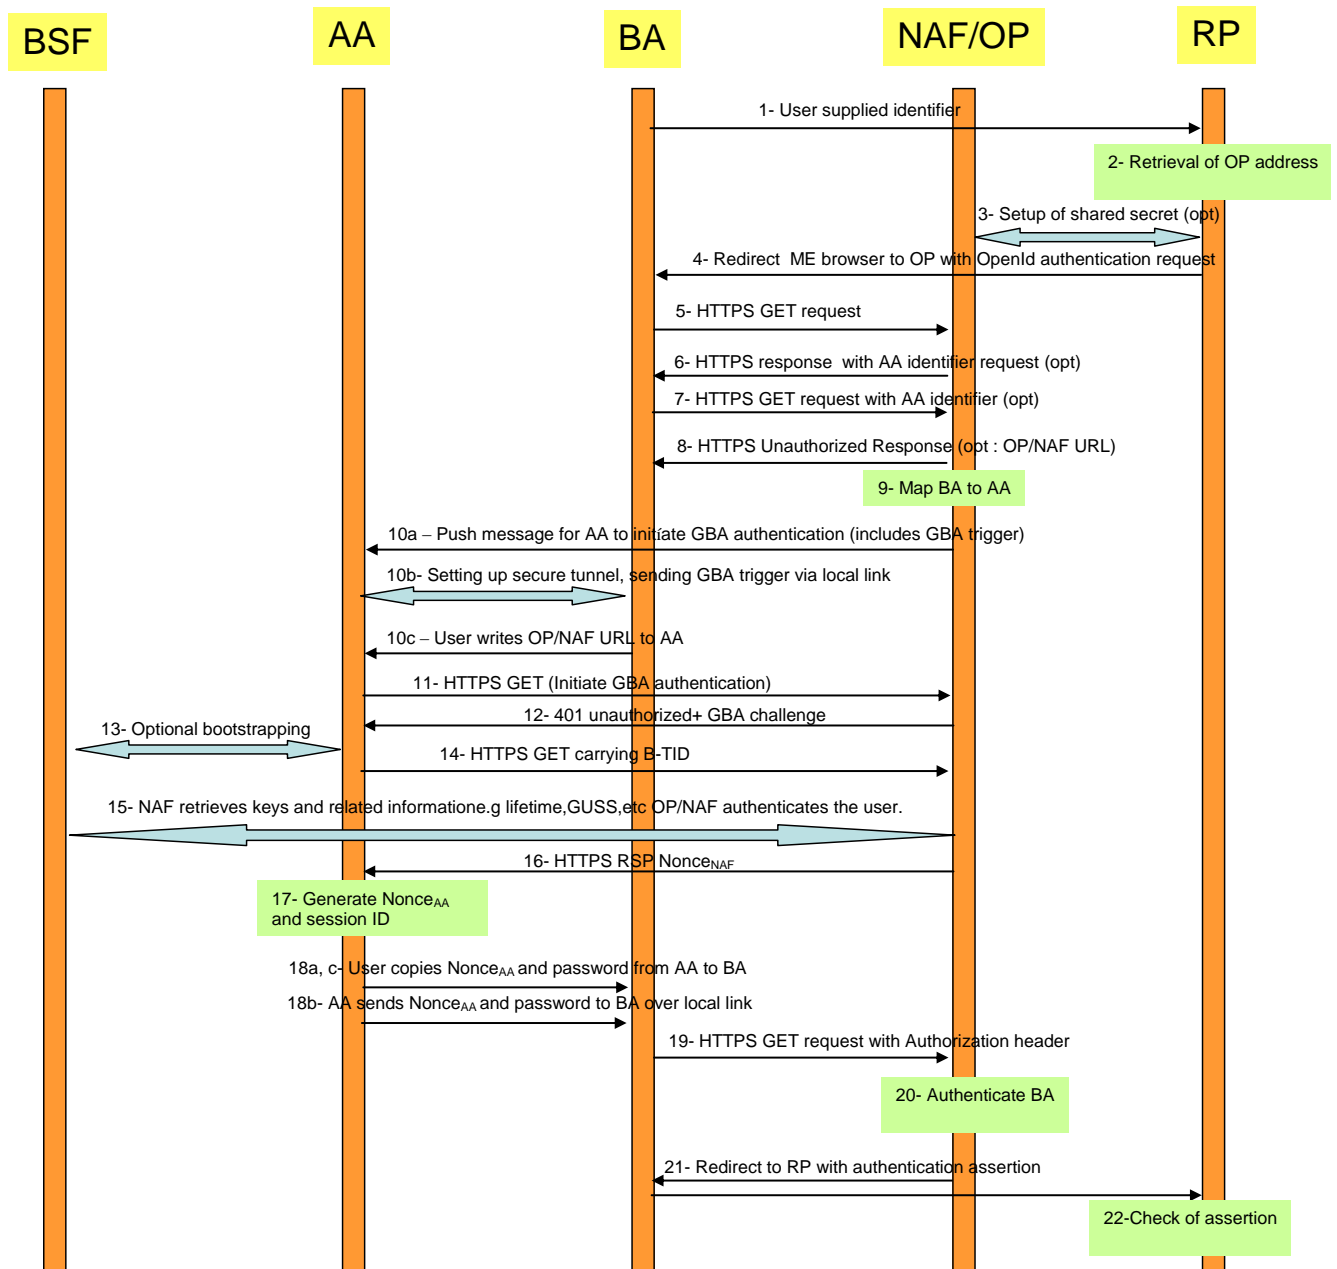 BSF
AA
BA
NAF/OP
RP
1- User supplied identifier
2- Retrieval of OP address
3- Setup of shared secret (opt)
4- Redirect ME browser to OP with OpenId authentication request
5- HTTPS GET request
6- HTTPS response with AA identifier request (opt)
7- HTTPS GET request with AA identifier (opt)
8- HTTPS Unauthorized Response (opt : OP/NAF URL)
9- Map BA to AA
10a – Push message for AA to initíate GBA authentication (includes GBA trigger)
10b- Setting up secure tunnel, sending GBA trigger via local link
10c – User writes OP/NAF URL to AA
11- HTTPS GET (Initiate GBA authentication)
12- 401 unauthorized+ GBA challenge
13- Optional bootstrapping
14- HTTPS GET carrying B-TID
15- NAF retrieves keys and related informatione.g lifetime,GUSS,etc OP/NAF authenticates the user.
16- HTTPS RSP NonceNAF
17- Generate NonceAA
and session ID
18a, c- User copies NonceAA and password from AA to BA
18b- AA sends NonceAA and password to BA over local link
19- HTTPS GET request with Authorization header
20- Authenticate BA
21- Redirect to RP with authentication assertion
22-Check of assertion